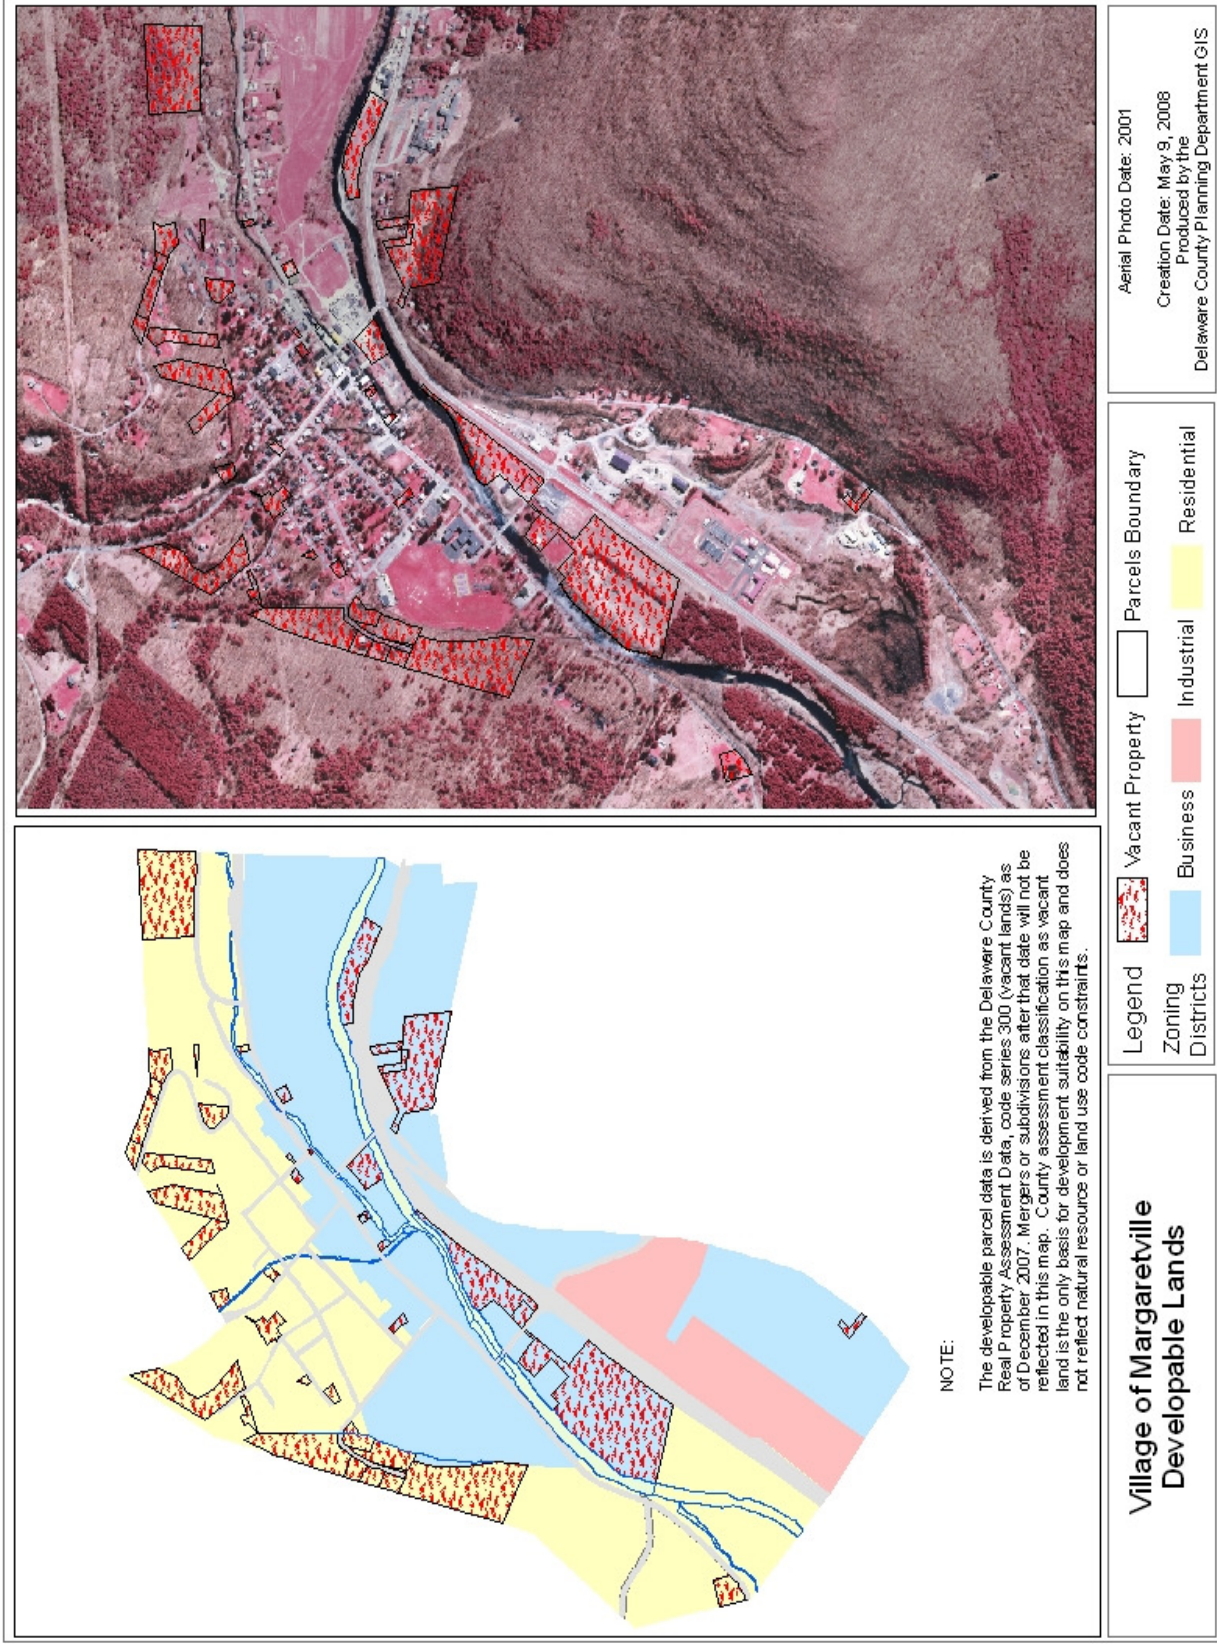 NOTE:
The developable parcel data is derived from the Delaware County
Real Property Assessment Data, code series 300 (vacant lands) as
of December 2007. Mergers or subdivisions after that date will not be
reflected in this map. County assessment classification as vacant
land is the only basis for development suitability on this map and does
not reflect natural resource or land use code constraints.
Village of Margaretville
Developable Lands
Legend
Vacant Property
Parcels Boundary
Zoning
Districts
Business
Industrial
Residential
Aerial Photo Date: 2001
Creation Date: May 9, 2008
Produced by the
Delaware County Planning Department GIS